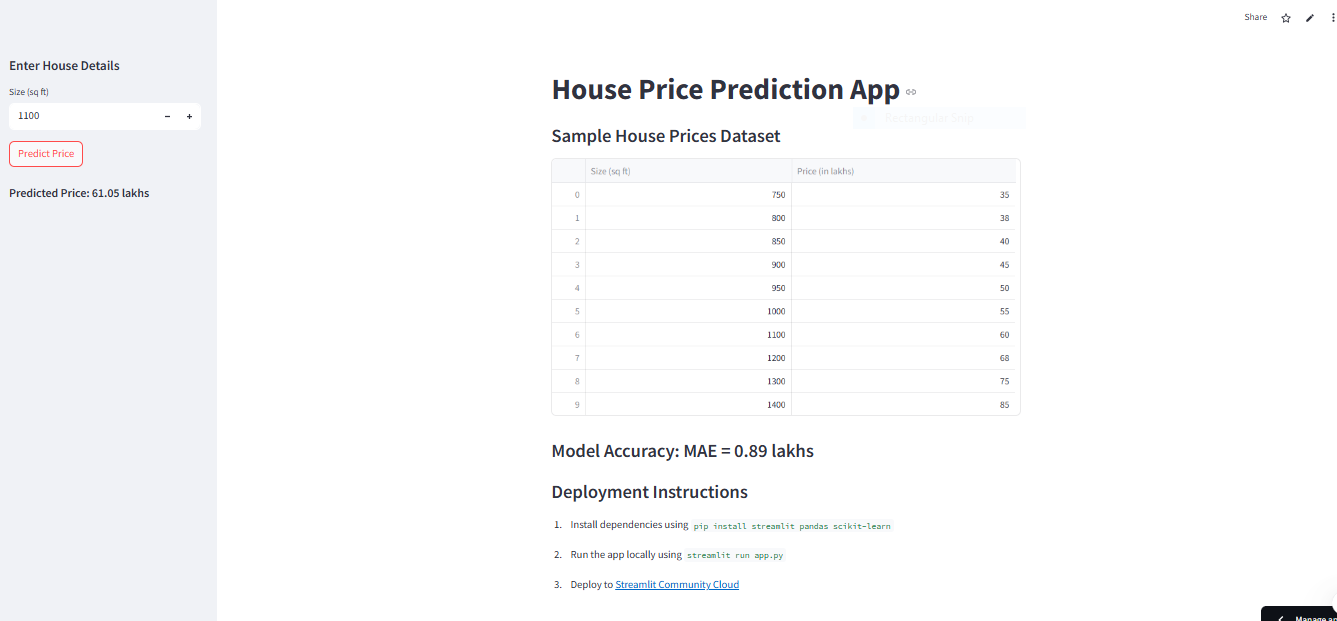 Share
Enter House Details
Size (sq ft)
1100
Predict Price
Predicted Price: 61.05 lakhs
House Price Prediction App
Rectangular Snip
Sample House Prices Dataset
Size (sq ft) Price (in lakhs)
0 750 35
1 800 38
2 850 40
3 900 45
4 950 50
5 1000 55
6 1100 60
7 1200 68
8 1300 75
9 1400 85
Model Accuracy: MAE = 0.89 lakhs
Deployment Instructions
1. Install dependencies using pip install streamlit pandas scikit-learn
2. Run the app locally using streamlit run app.py
3. Deploy to Streamlit Community Cloud
Manage